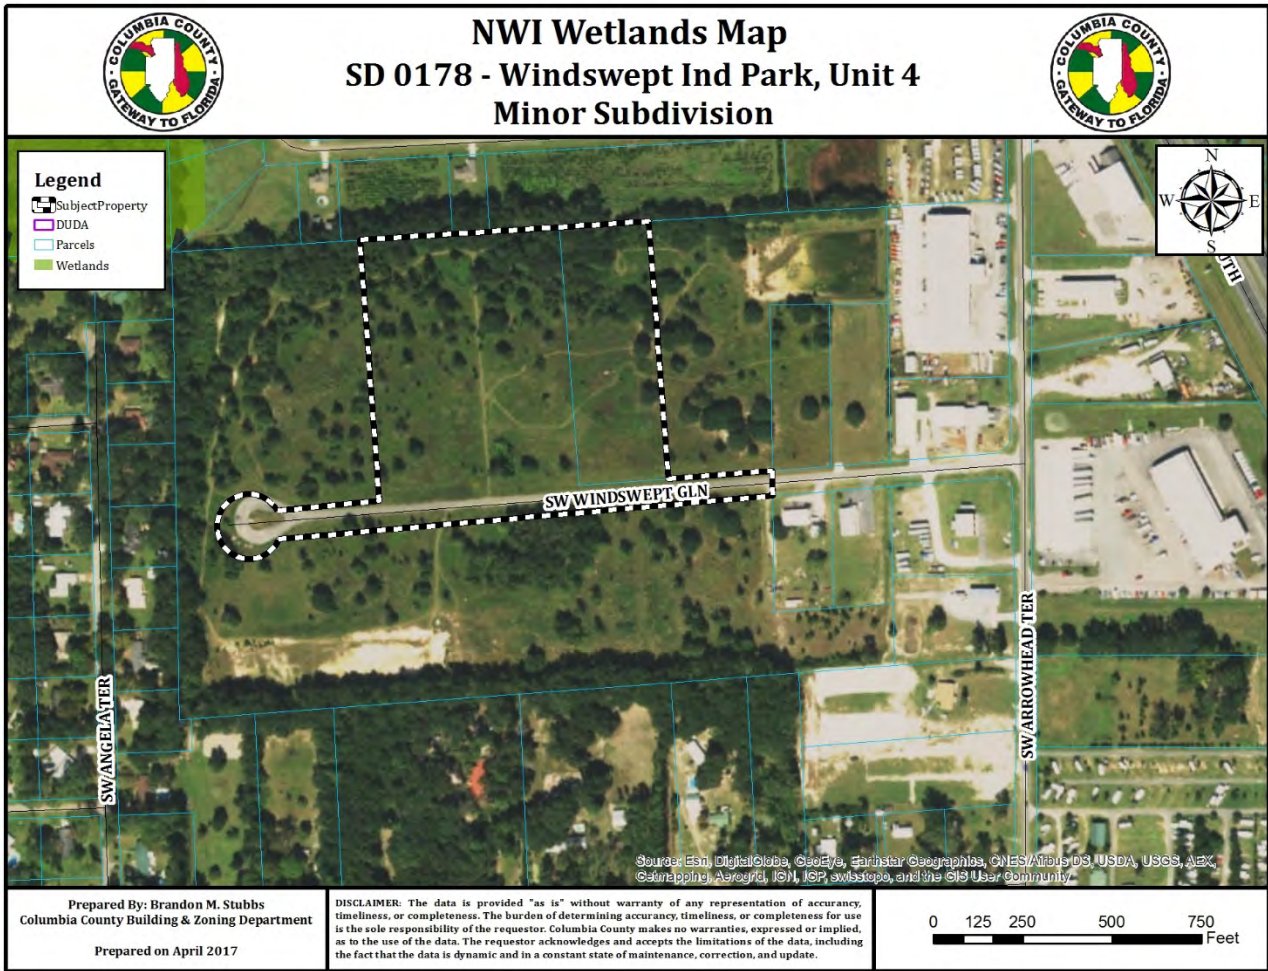 NWI Wetlands Map
SD 0178 - Windswept Ind Park, Unit 4
Minor Subdivision
COLUMBIA COUNTY
GATEWAY TO FLORIDA
COLUMBIA COUNTY
GATEWAY TO FLORIDA
Legend
SubjectProperty
DUDA
Parcels
Wetlands
N
W E
S
UTH
SW WINDSWEPT GLN
SW ANGELA TER
SW ARROWHEAD TER
Source: Esri, DigitalGlobe, GeoEye, Earthstar Geographics, CNES/Airbus DS, USDA, USGS, AEX,
Getmapping, Aerogrid, IGN, IGP, swisstopo, and the GIS User Community
Prepared By: Brandon M. Stubbs
Columbia County Building & Zoning Department
Prepared on April 2017
DISCLAIMER: The data is provided "as is" without warranty of any representation of accuracy,
timeliness, or completeness. The burden of determining accuracy, timeliness, or completeness for use
is the sole responsibility of the requestor. Columbia County makes no warranties, expressed or implied,
as to the use of the data. The requestor acknowledges and accepts the limitations of the data, including
the fact that the data is dynamic and in a constant state of maintenance, correction, and update.
0 125 250 500 750
Feet